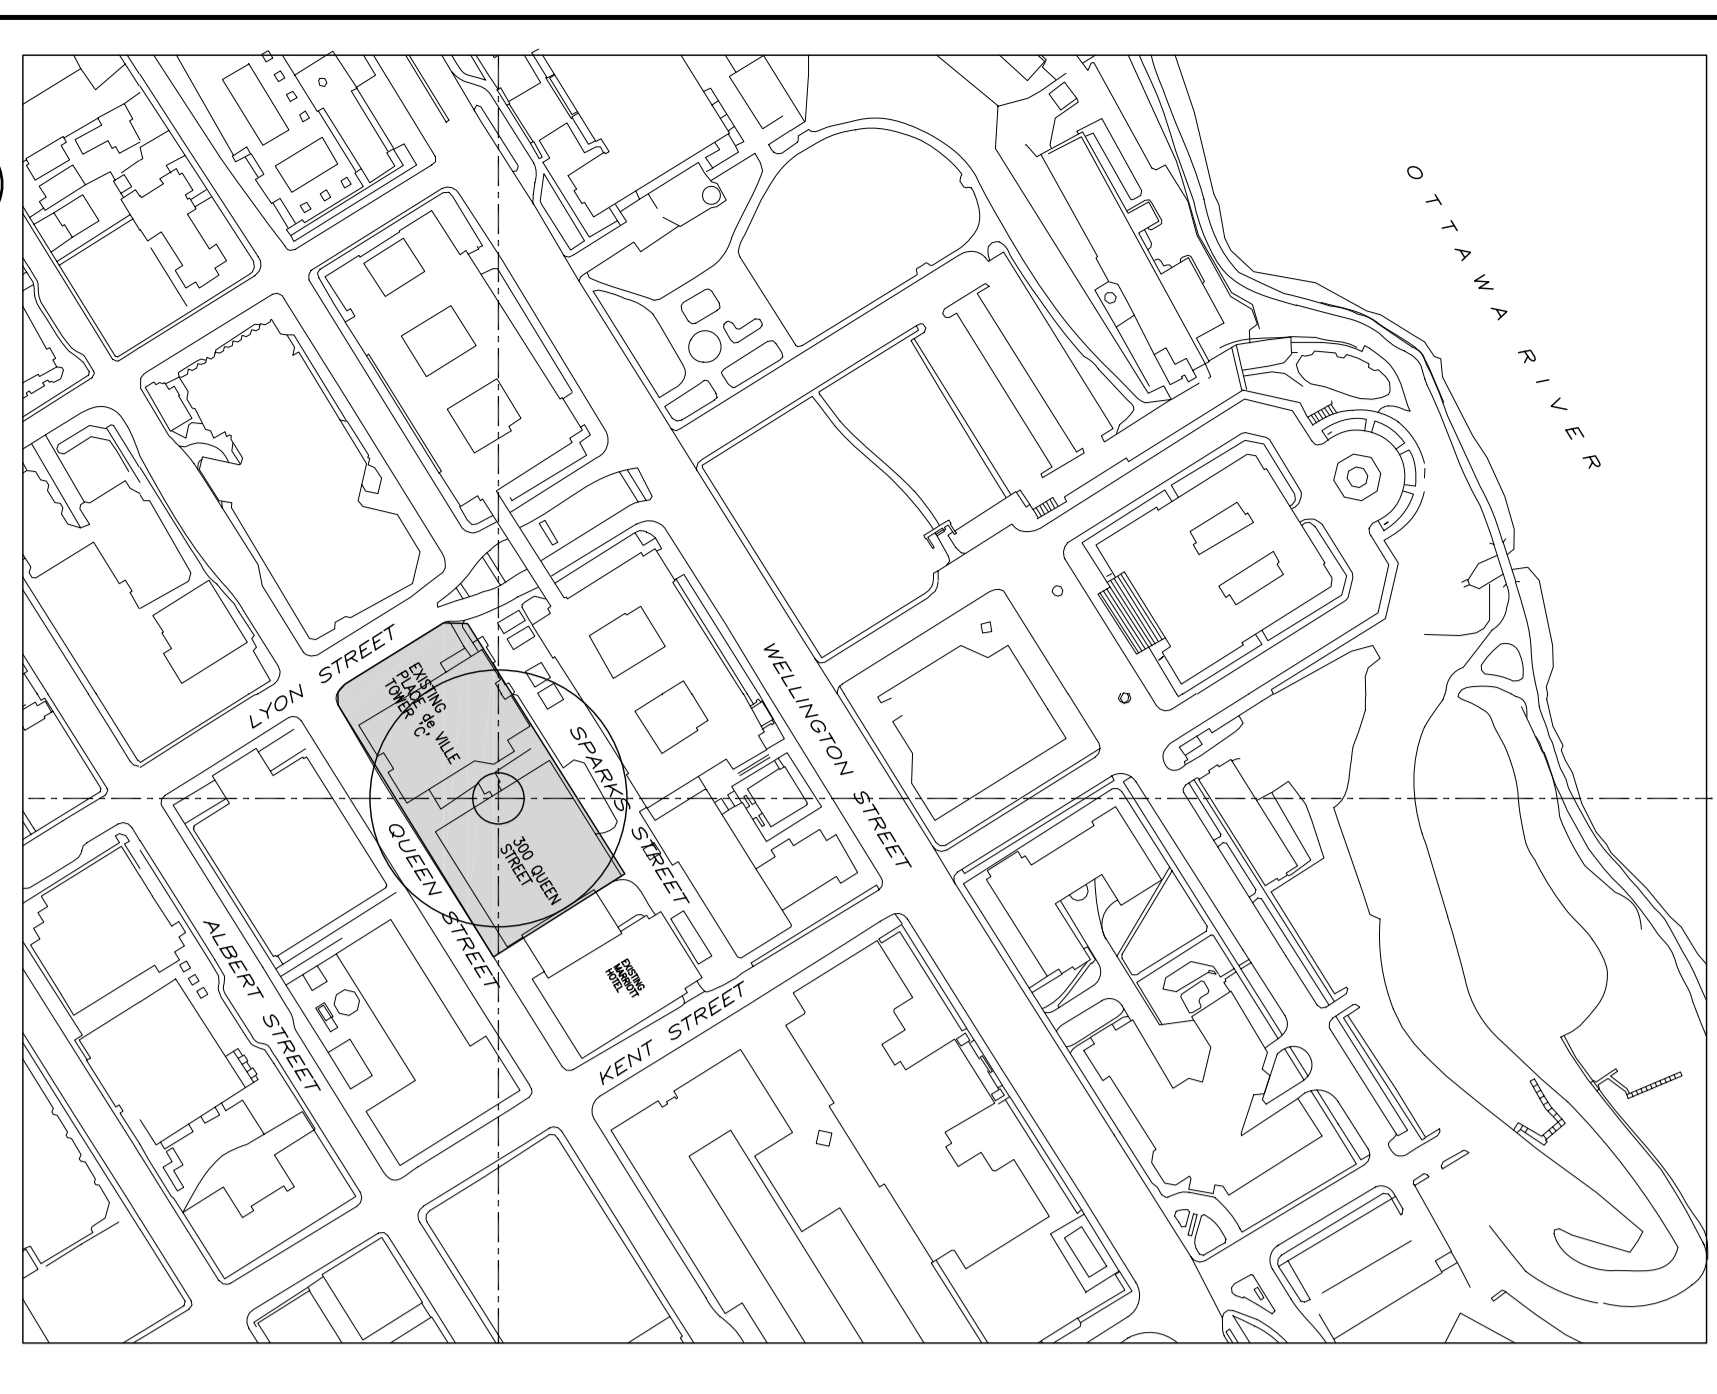 OTTAWA RIVER
LYON STREET
EXISTING
PLACE de VILLE
TOWER 'C'
WELLINGTON STREET
SPARKS STREET
QUEEN STREET
300 QUEEN
STREET
ALBERT STREET
EXISTING
MARRIOTT
HOTEL
KENT STREET